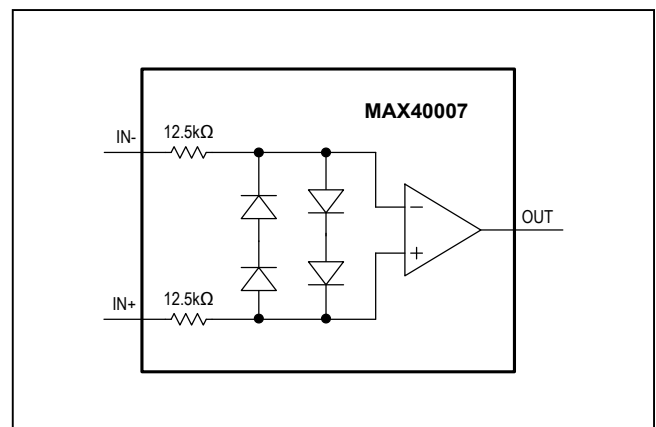 MAX40007
IN-
12.5kΩ
−
OUT
+
IN+
12.5kΩ